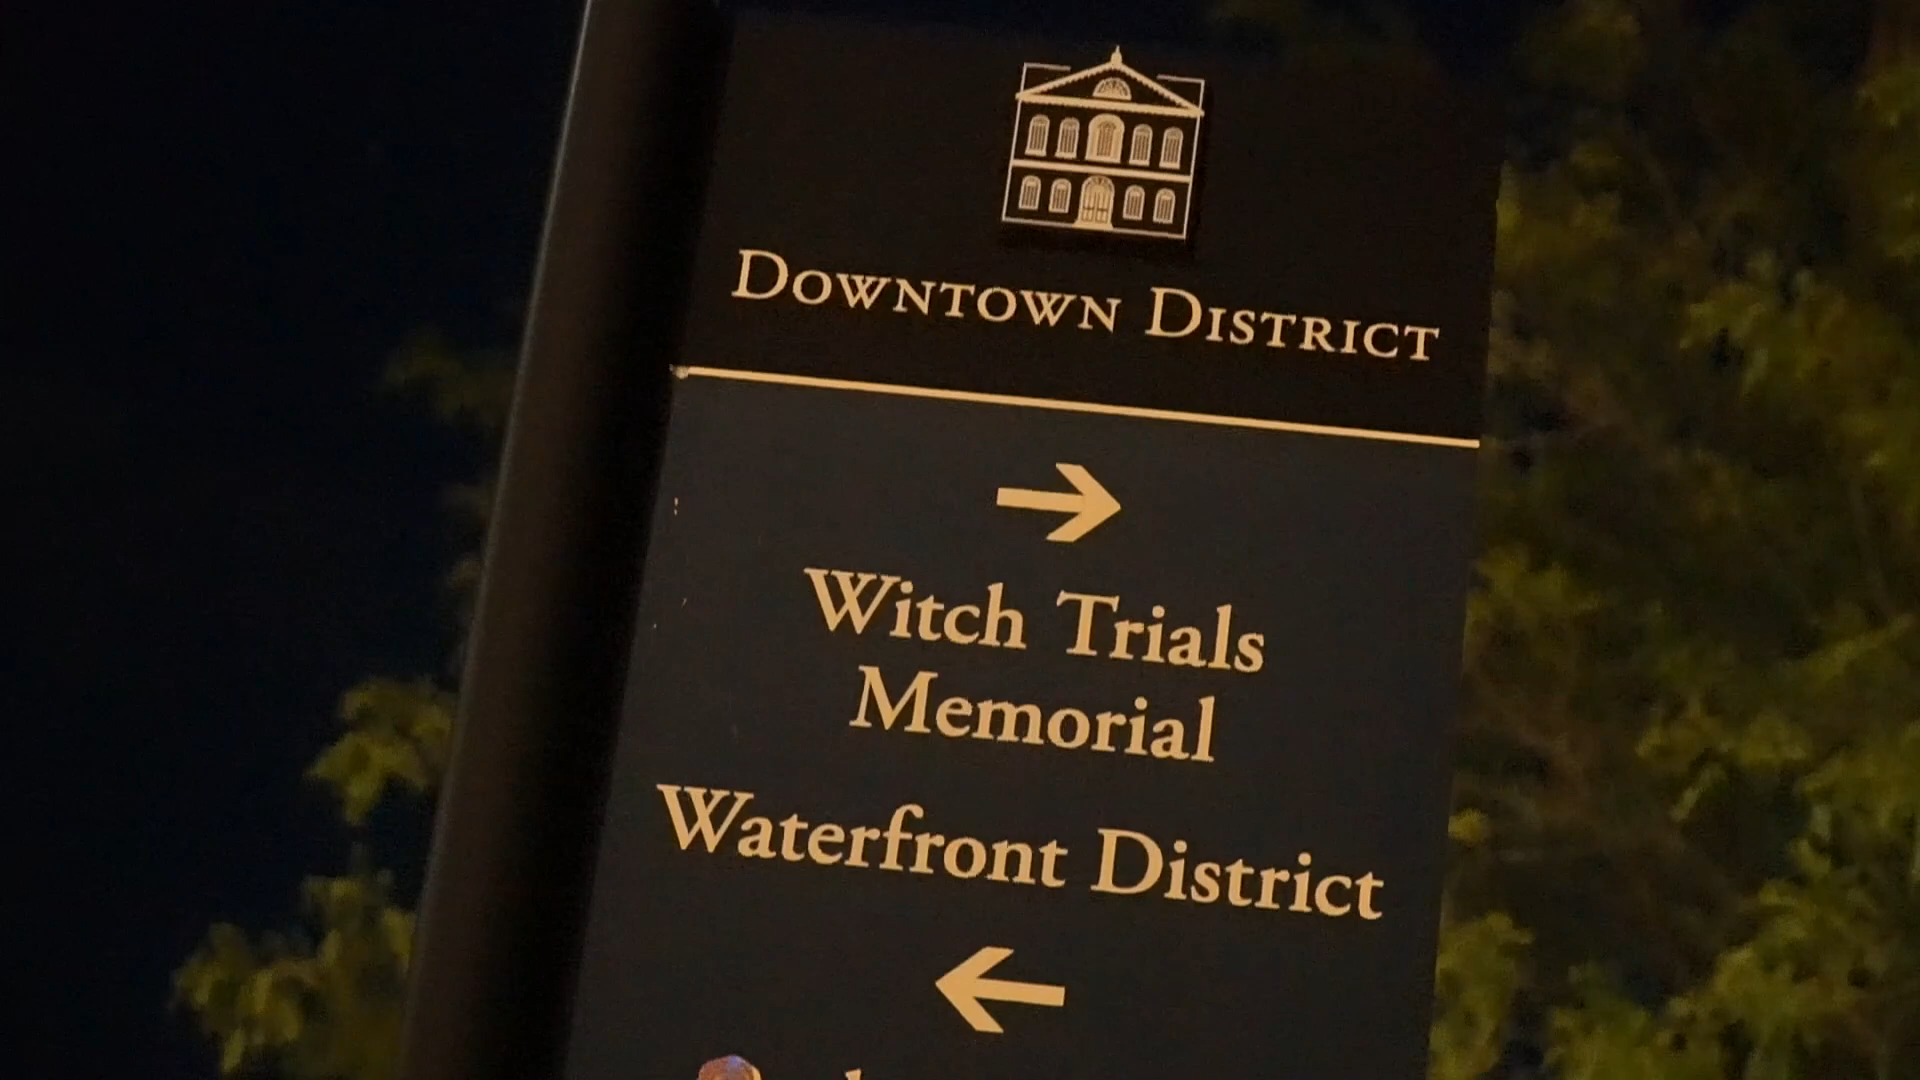 Downtown District
→
Witch Trials
Memorial
Waterfront District
←